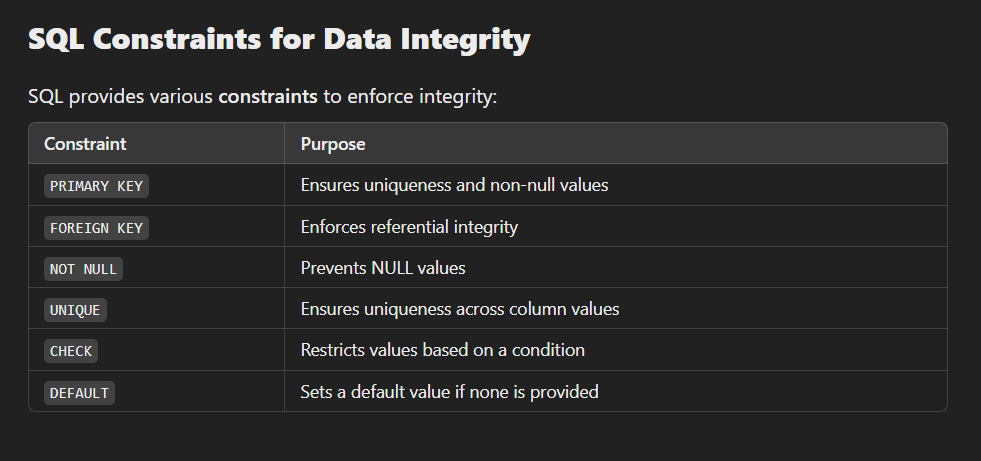 SQL Constraints for Data Integrity
SQL provides various constraints to enforce integrity:
Constraint Purpose
PRIMARY KEY Ensures uniqueness and non-null values
FOREIGN KEY Enforces referential integrity
NOT NULL Prevents NULL values
UNIQUE Ensures uniqueness across column values
CHECK Restricts values based on a condition
DEFAULT Sets a default value if none is provided